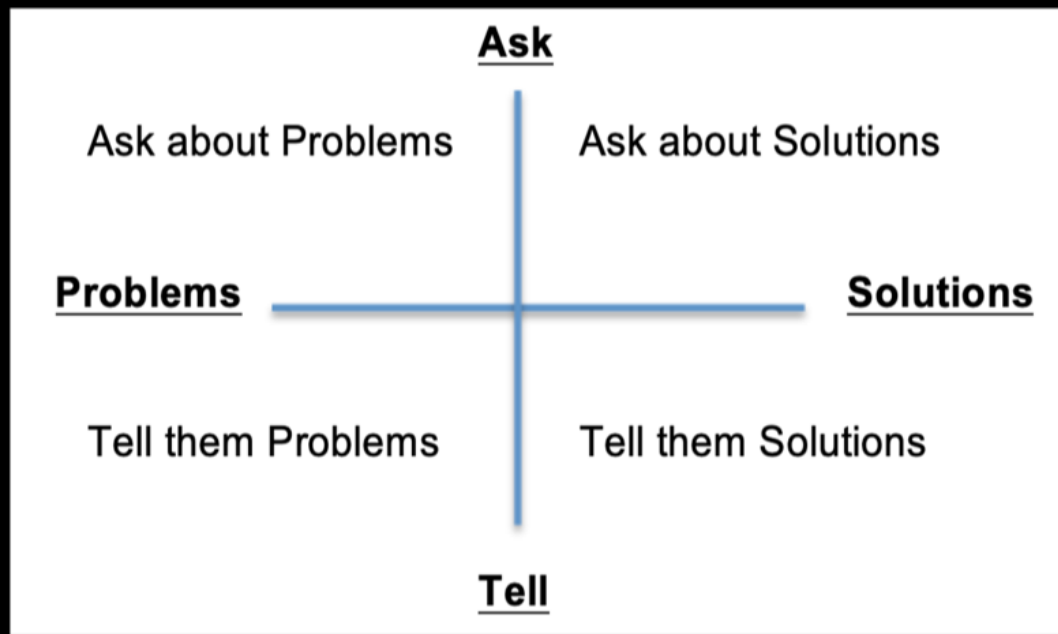 Ask
Ask about Problems
Ask about Solutions
Problems
Solutions
Tell them Problems
Tell them Solutions
Tell